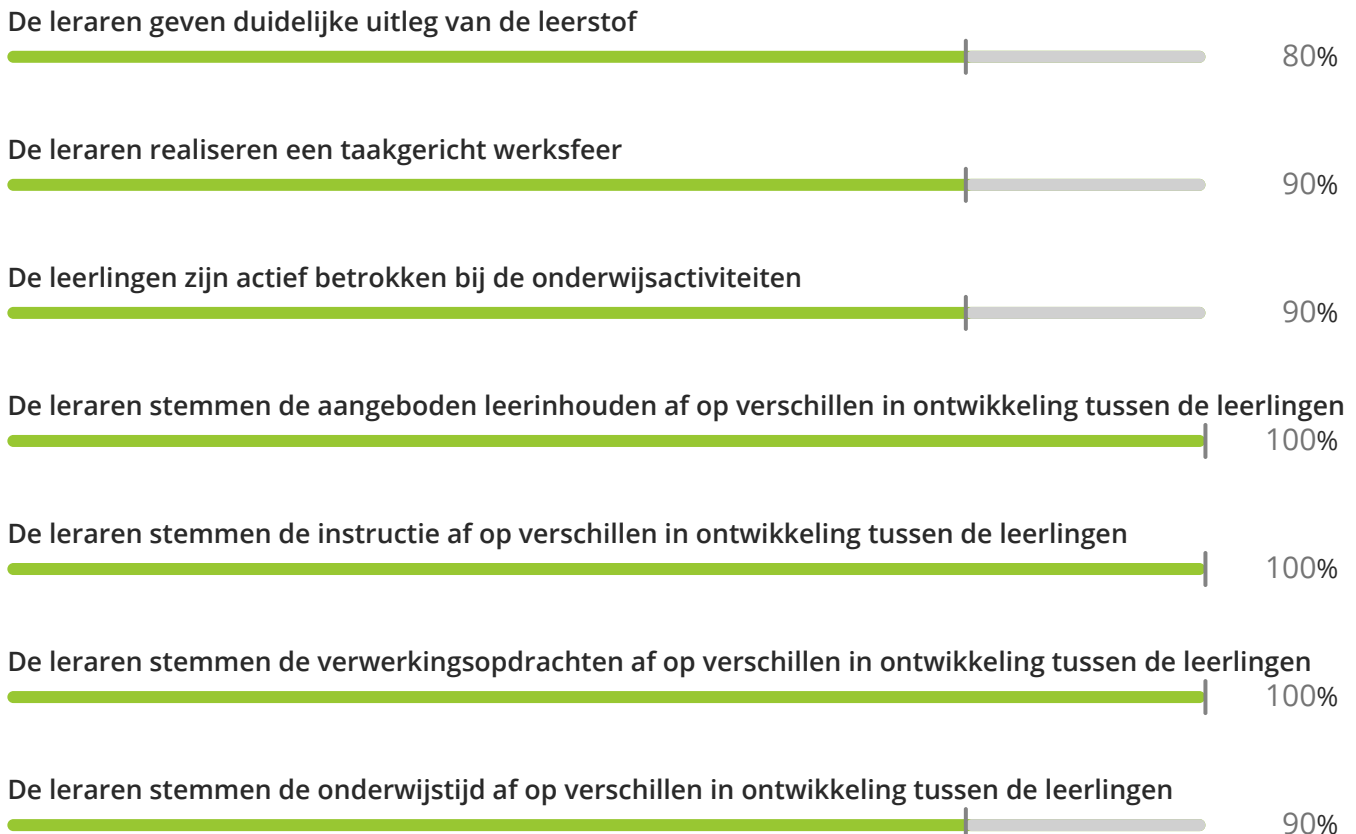 De leraren geven duidelijke uitleg van de leerstof
80%
De leraren realiseren een taakgericht werksfeer
90%
De leerlingen zijn actief betrokken bij de onderwijsactiviteiten
90%
De leraren stemmen de aangeboden leerinhouden af op verschillen in ontwikkeling tussen de leerlingen
100%
De leraren stemmen de instructie af op verschillen in ontwikkeling tussen de leerlingen
100%
De leraren stemmen de verwerkingsopdrachten af op verschillen in ontwikkeling tussen de leerlingen
100%
De leraren stemmen de onderwijstijd af op verschillen in ontwikkeling tussen de leerlingen
90%